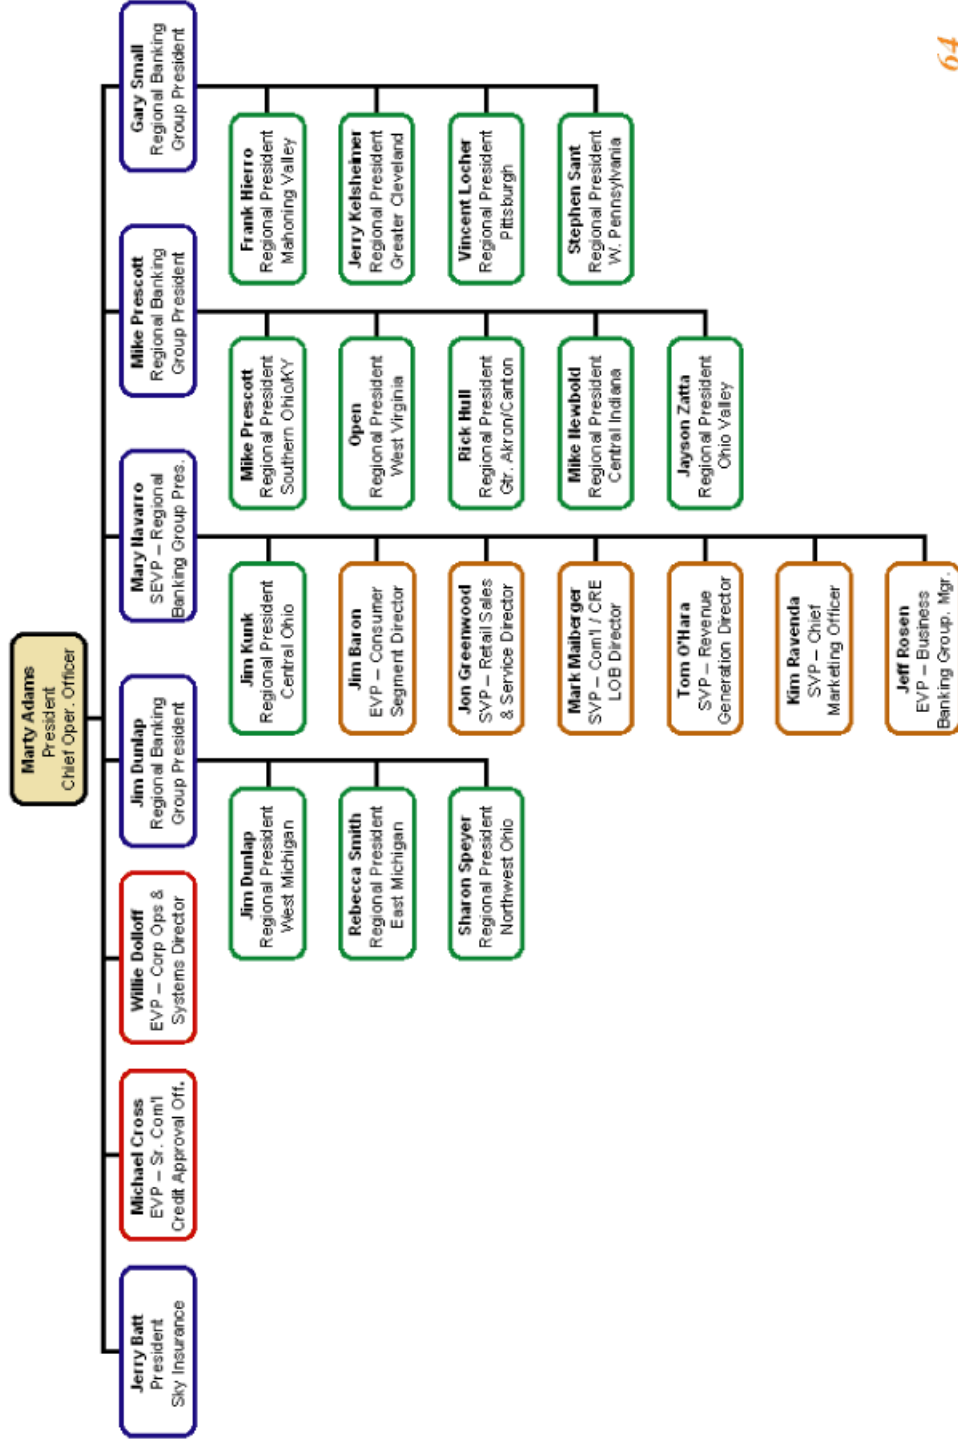 Marty Adams
President
Chief Oper. Officer
Jerry Batt
President
Sky Insurance
Michael Cross
EVP – Sr. Com'l
Credit Approval Off.
Willie Dolloff
EVP – Corp Ops &
Systems Director
Jim Dunlap
Regional Banking
Group President
Mary Navarro
SEVP – Regional
Banking Group Pres.
Mike Prescott
Regional Banking
Group President
Gary Small
Regional Banking
Group President
Jim Dunlap
Regional President
West Michigan
Rebecca Smith
Regional President
East Michigan
Sharon Speyer
Regional President
Northwest Ohio
Jim Kunk
Regional President
Central Ohio
Jim Baron
EVP – Consumer
Segment Director
Jon Greenwood
SVP – Retail Sales
& Service Director
Mark Maiberger
SVP – Com'l / CRE
LOB Director
Tom O'Hara
SVP – Revenue
Generation Director
Kim Ravenda
SVP – Chief
Marketing Officer
Jeff Rosen
EVP – Business
Banking Group. Mgr.
Mike Prescott
Regional President
Southern Ohio/KY
Open
Regional President
West Virginia
Rick Hull
Regional President
Gtr. Akron/Canton
Mike Newbold
Regional President
Central Indiana
Jayson Zatta
Regional President
Ohio Valley
Frank Hierro
Regional President
Mahoning Valley
Jerry Kelsheimer
Regional President
Greater Cleveland
Vincent Locher
Regional President
Pittsburgh
Stephen Sant
Regional President
W. Pennsylvania
64